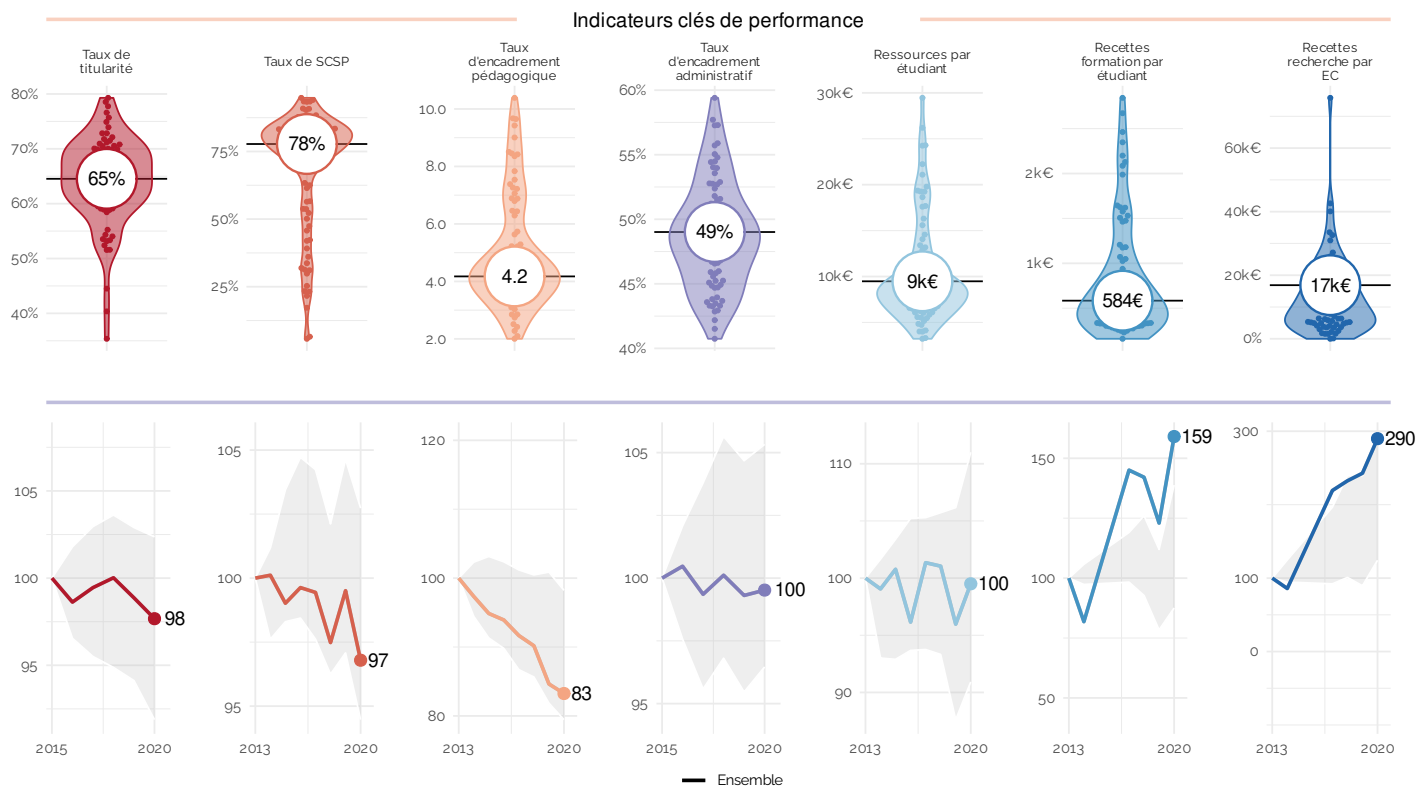 Indicateurs clés de performance
Taux de
titularité
Taux de SCSP
Taux
d'encadrement
pédagogique
Taux
d'encadrement
administratif
Ressources par
étudiant
Recettes
formation par
étudiant
Recettes
recherche par
EC
80%
70%
60%
50%
40%
65%
75%
50%
25%
78%
10.0
8.0
6.0
4.0
2.0
4.2
60%
55%
50%
45%
40%
49%
30k€
20k€
10k€
9k€
2k€
1k€
584€
60k€
40k€
20k€
0%
17k€
105
100
95
98
2015
2020
105
100
95
97
2013
2020
120
100
80
83
2013
2020
105
100
95
100
2015
2020
110
100
90
100
2013
2020
150
100
50
159
2013
2020
300
100
0
290
2013
2020
Ensemble